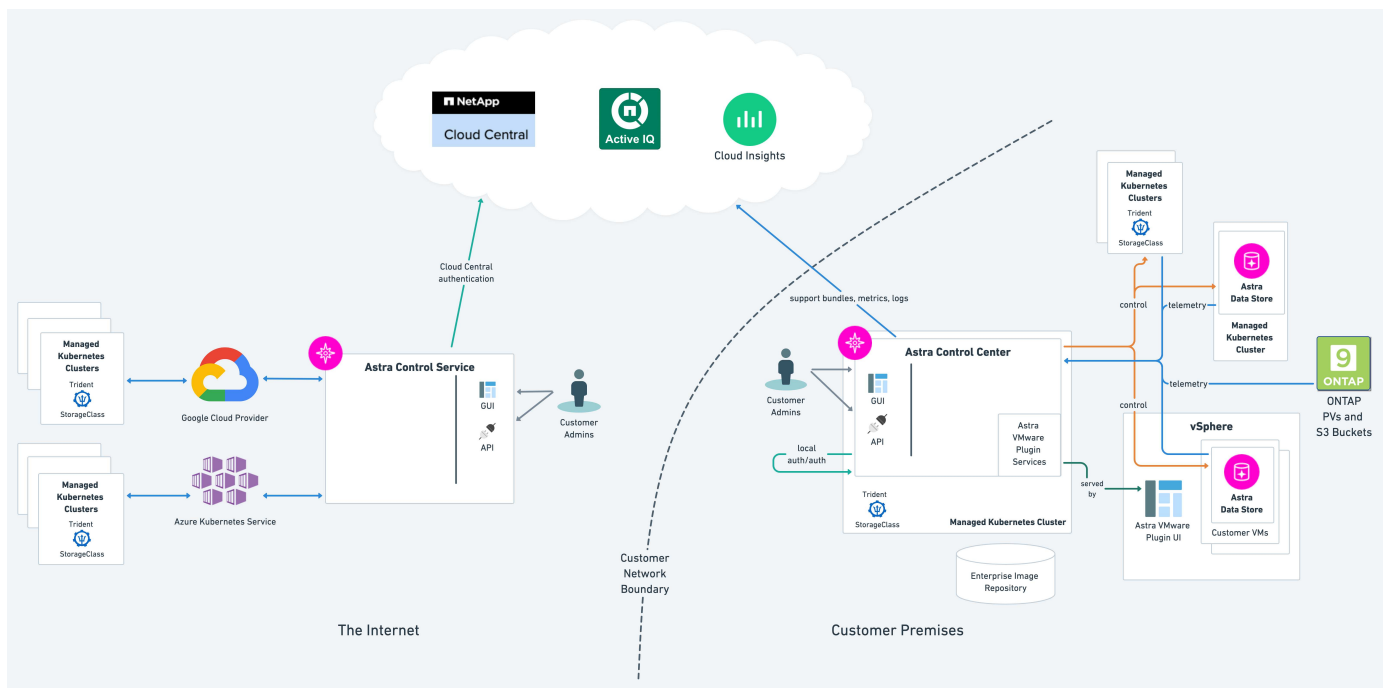 NetApp
Cloud Central
Active IQ
Cloud Insights
Cloud Central
authentication
support bundles, metrics, logs
Managed
Kubernetes
Clusters
Trident
StorageClass
Google Cloud Provider
Managed
Kubernetes
Clusters
Trident
StorageClass
Azure Kubernetes Service
Astra Control Service
GUI
API
Customer
Admins
The Internet
Customer
Network
Boundary
Customer
Admins
Astra Control Center
GUI
API
Astra
VMware
Plugin
Services
local
auth/auth
Trident
StorageClass
Managed Kubernetes Cluster
Enterprise Image
Repository
Customer Premises
Managed
Kubernetes
Clusters
Trident
StorageClass
Astra
Data Store
Managed
Kubernetes
Cluster
control
telemetry
telemetry
control
9
ONTAP
ONTAP
PVs and
S3 Buckets
vSphere
served
by
Astra VMware
Plugin UI
Astra
Data Store
Customer VMs